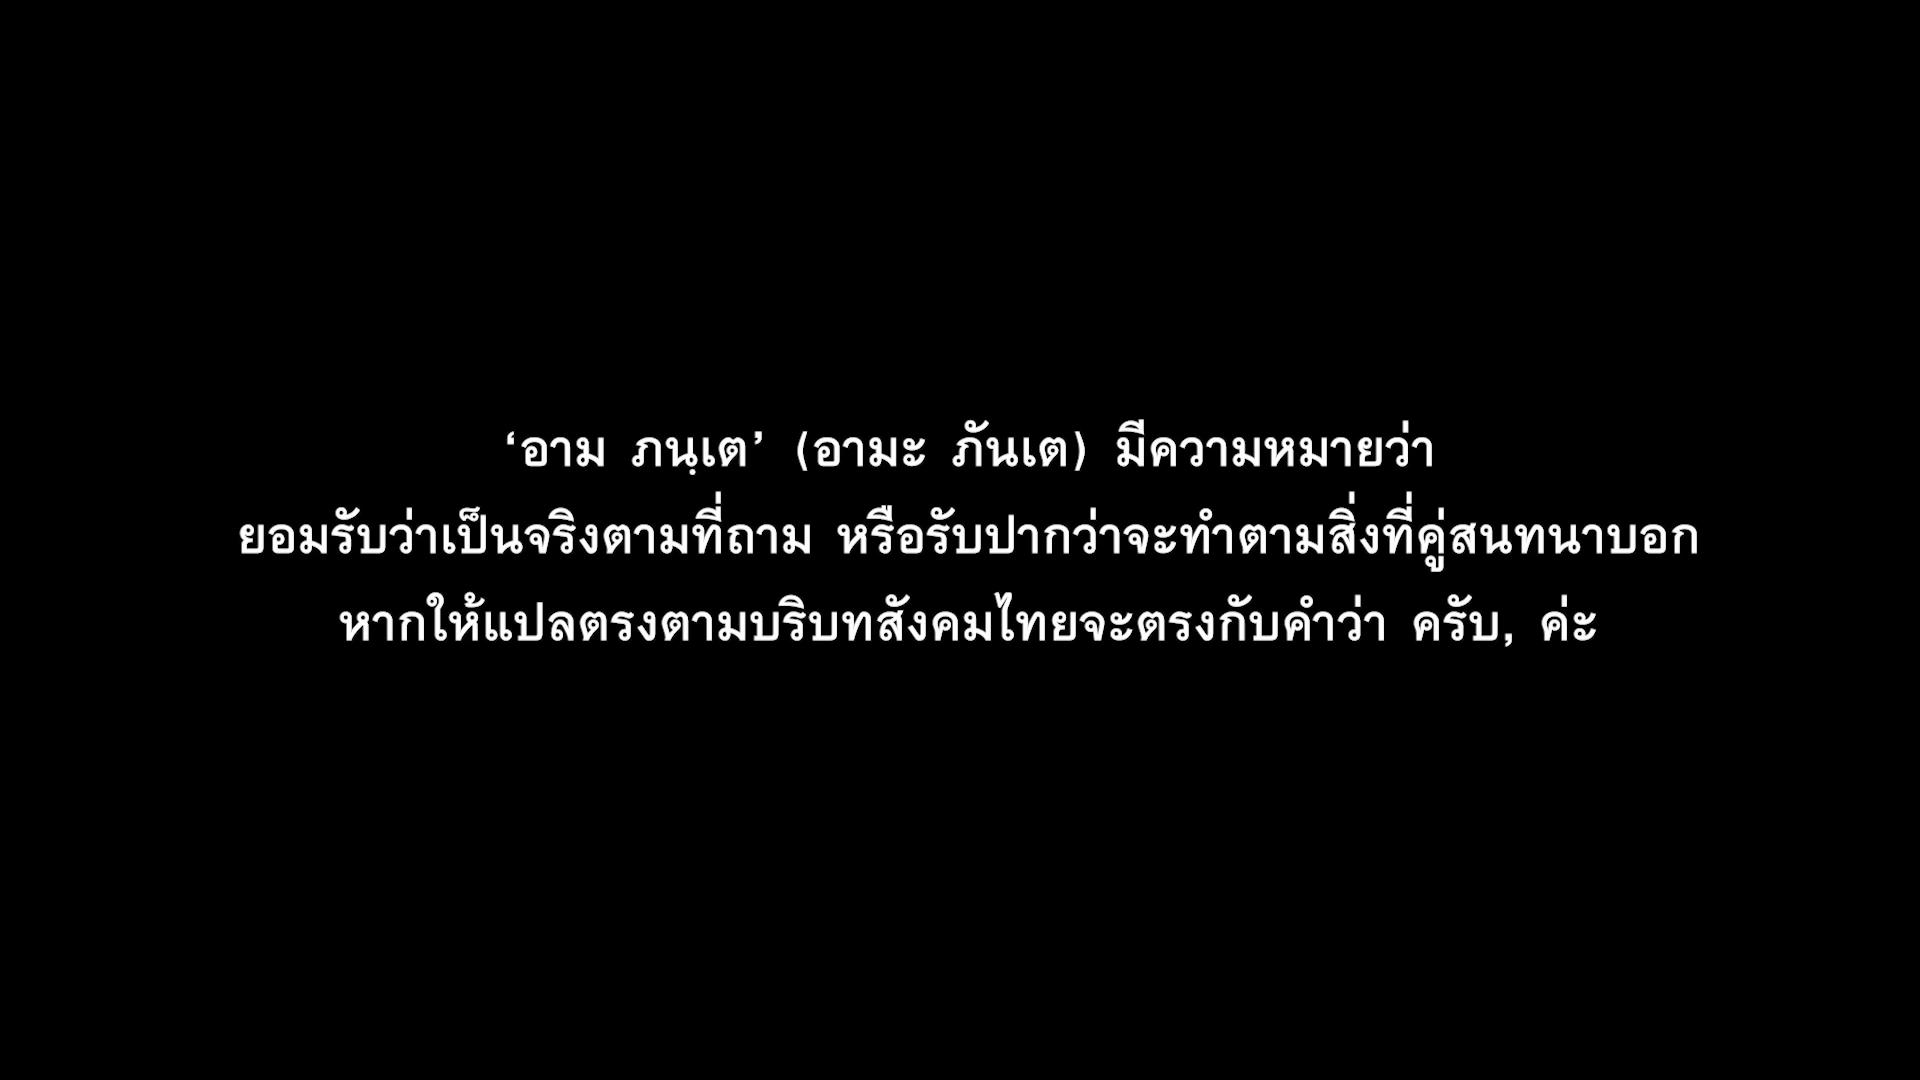 ‘อาม ภนฺเต’ (อามะ ภันเต) มีความหมายว่า
ยอมรับว่าเป็นจริงตามที่ถาม หรือรับปากว่าจะทำตามสิ่งที่คู่สนทนาบอก
หากให้แปลตรงตามบริบทสังคมไทยจะตรงกับคำว่า ครับ, ค่ะ